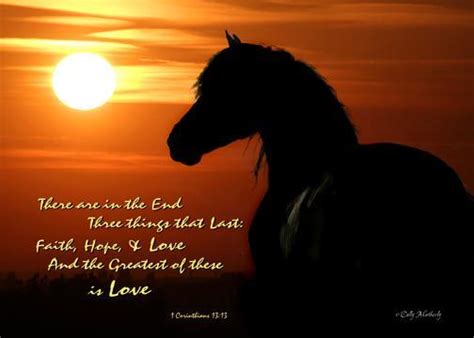 There are in the End
Three things that Last:
Faith, Hope, & Love
And the Greatest of these
is Love
1 Corinthians 13:13